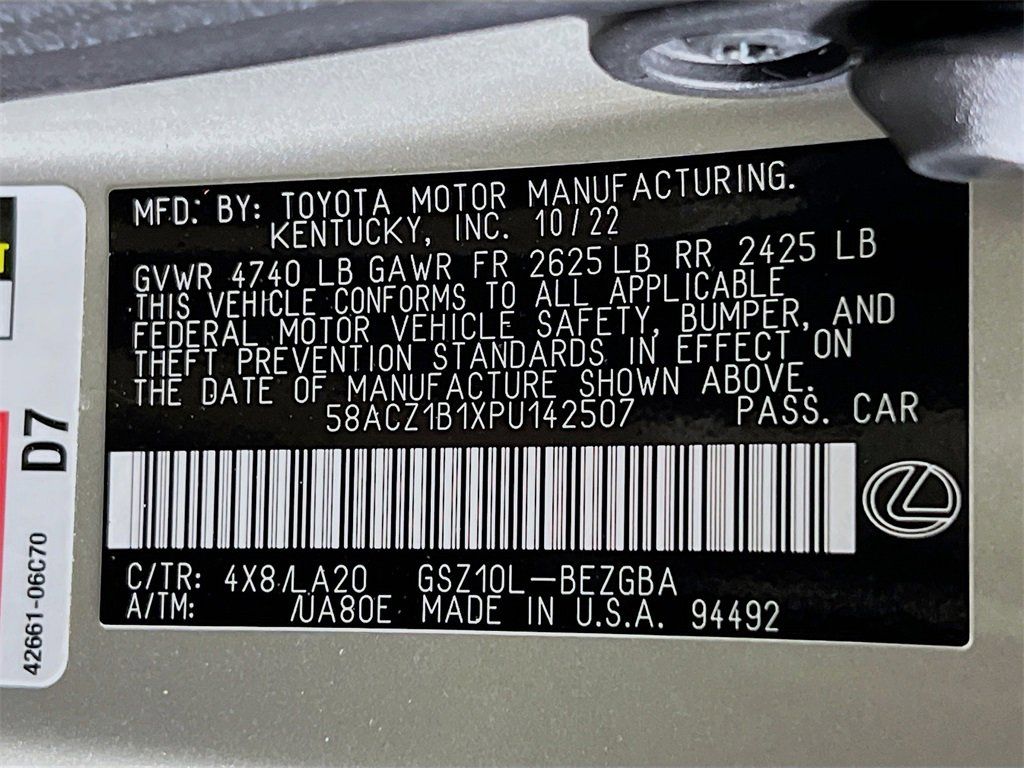 MFD. BY: TOYOTA MOTOR MANUFACTURING.
KENTUCKY, INC. 10/22
GVWR 4740 LB GAWR FR 2625 LB RR 2425 LB
THIS VEHICLE CONFORMS TO ALL APPLICABLE
FEDERAL MOTOR VEHICLE SAFETY, BUMPER, AND
THEFT PREVENTION STANDARDS IN EFFECT ON
THE DATE OF MANUFACTURE SHOWN ABOVE.
58ACZ1B1XPU142507 PASS. CAR
C/TR: 4X8/LA20 GSZ10L-BEZGBA
A/TM: /UA80E MADE IN U.S.A. 94492
D7
42661-06C70